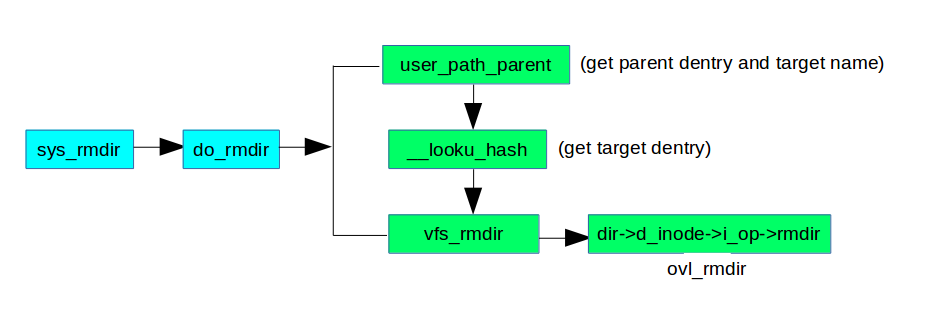 user_path_parent (get parent dentry and target name)
sys_rmdir do_rmdir __looku_hash (get target dentry)
vfs_rmdir dir->d_inode->i_op->rmdir
ovl_rmdir